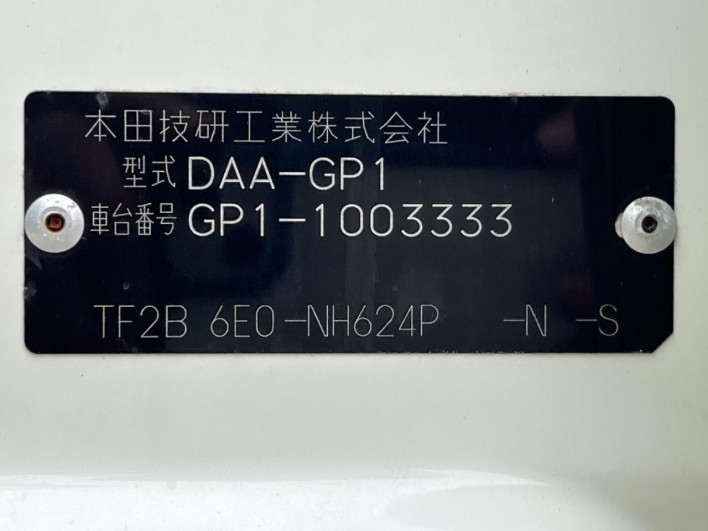 本田技研工業株式会社
型式 DAA-GP1
車台番号 GP1-1003333
TF2B 6E0-NH624P -N -S